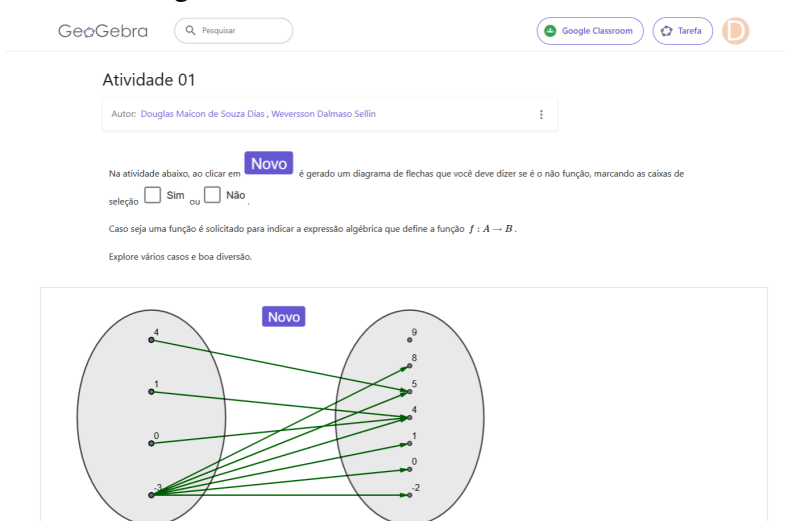 GeoGebra
Pesquisar
Google Classroom
Tarefa
D
Atividade 01
Autor: Douglas Maicon de Souza Dias , Weversson Dalmaso Sellin
Na atividade abaixo, ao clicar em Novo é gerado um diagrama de flechas que você deve dizer se é o não função, marcando as caixas de
seleção Sim ou Não .
Caso seja uma função é solicitado para indicar a expressão algébrica que define a função f : A → B .
Explore vários casos e boa diversão.
Novo
4
1
0
-3
9
8
5
4
1
0
-2